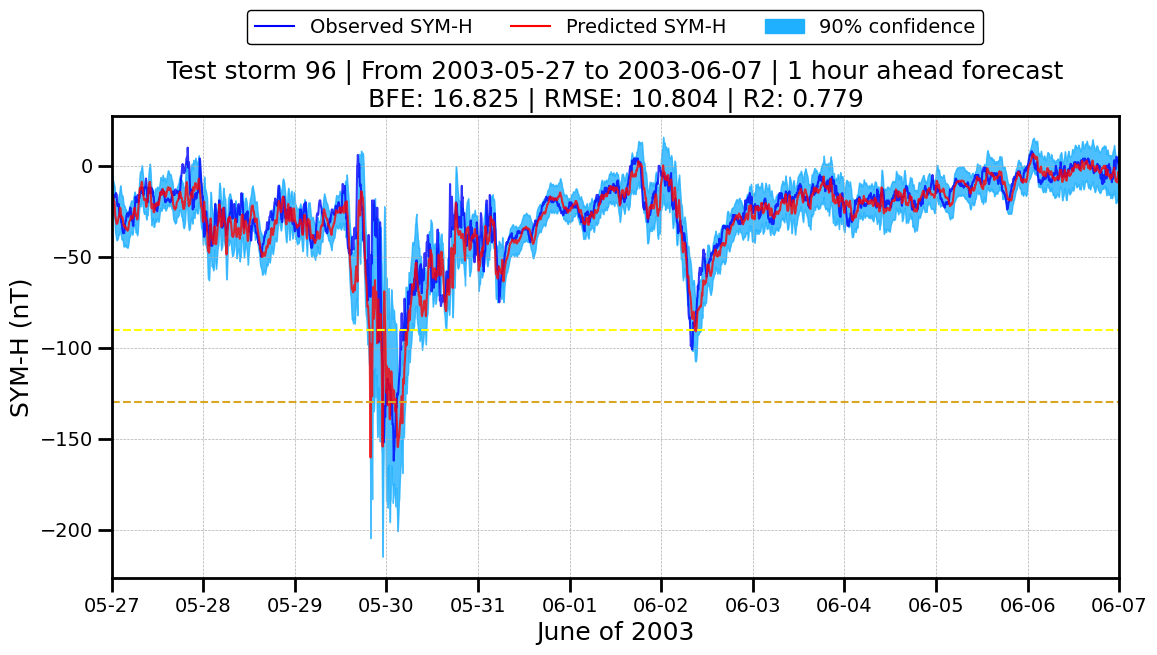 Observed SYM-H Predicted SYM-H 90% confidence
Test storm 96 | From 2003-05-27 to 2003-06-07 | 1 hour ahead forecast
BFE: 16.825 | RMSE: 10.804 | R2: 0.779
SYM-H (nT)
0
−50
−100
−150
−200
05-27 05-28 05-29 05-30 05-31 06-01 06-02 06-03 06-04 06-05 06-06 06-07
June of 2003